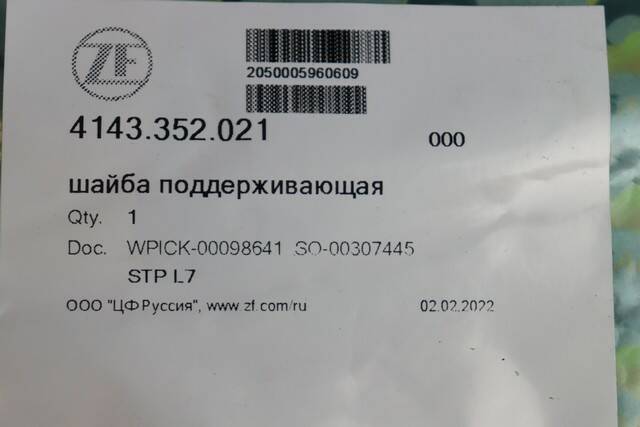 ZF
2050005960609
4143.352.021 000
шайба поддерживающая
Qty. 1
Doc. WPICK-00098641 SO-00307445
STP L7
ООО "ЦФ Руссия", www.zf.com/ru 02.02.2022